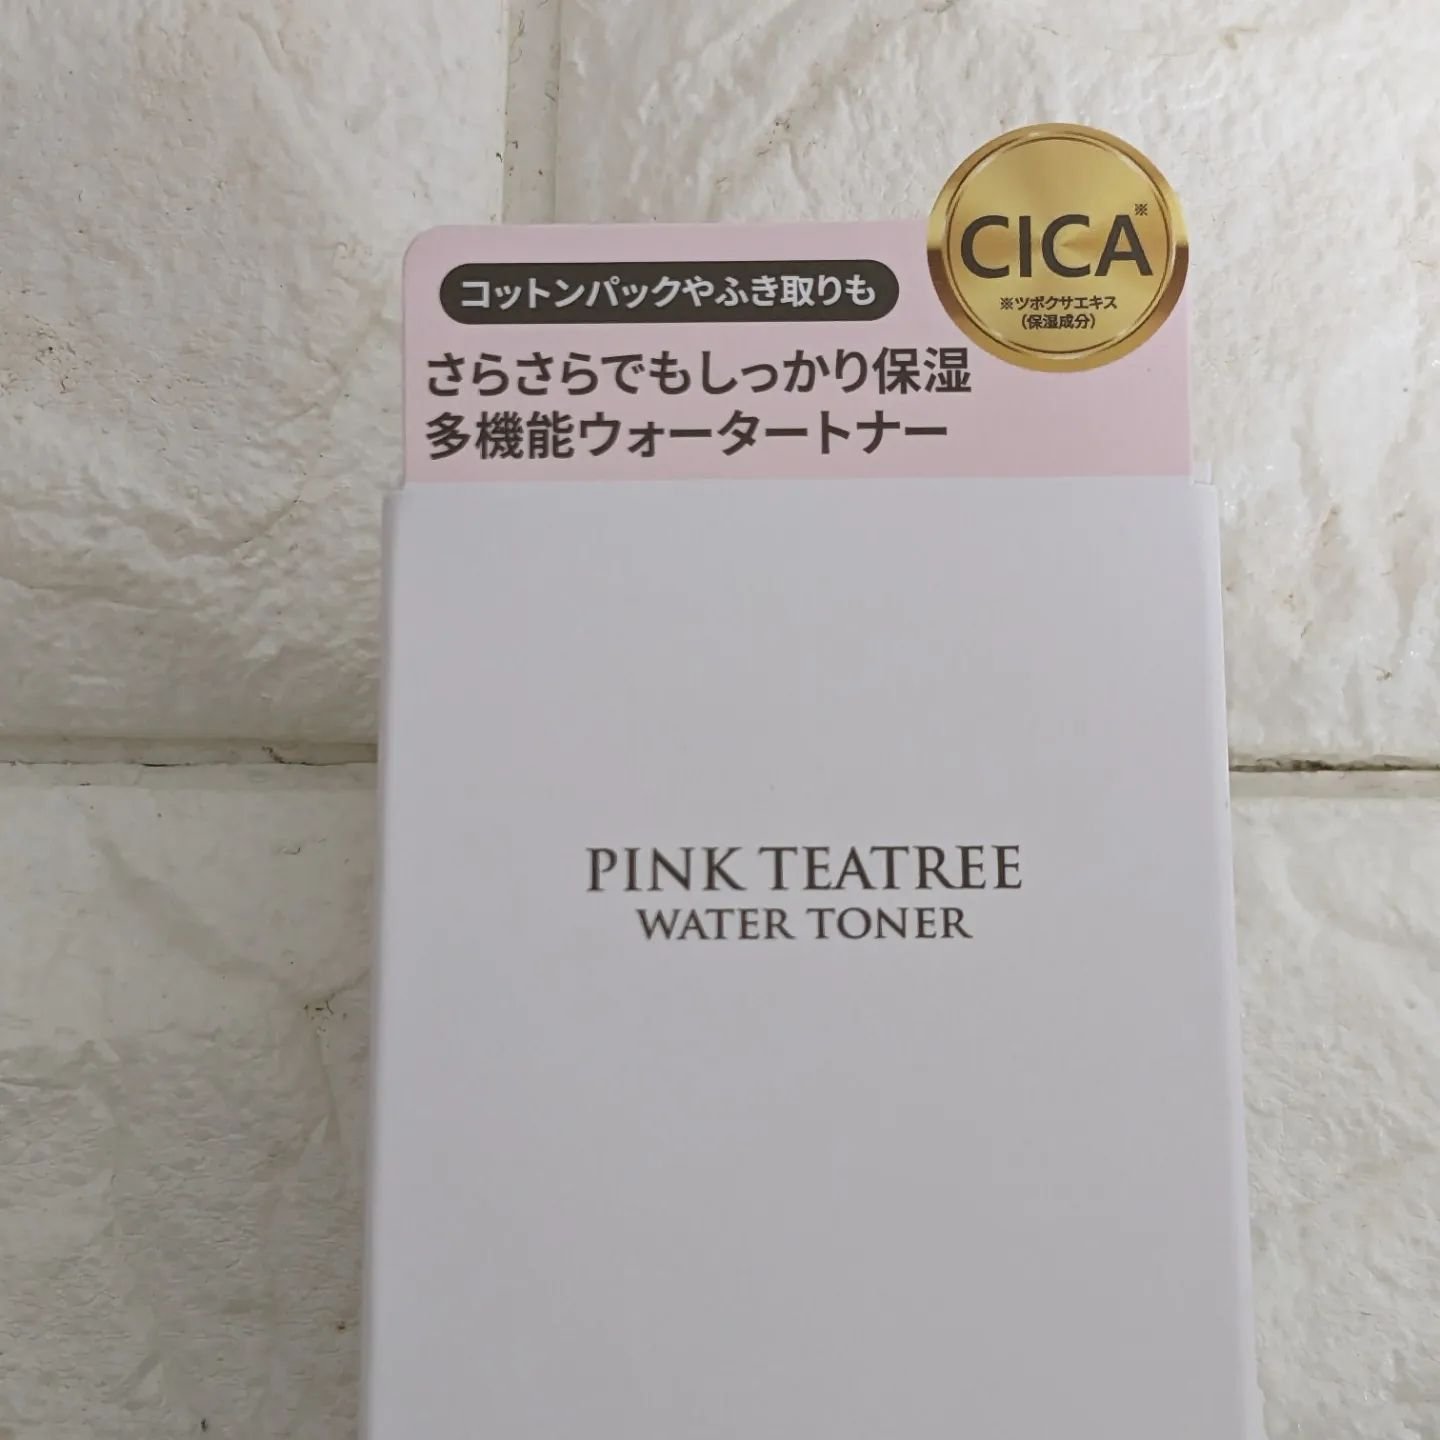 CICA※
※ツボクサエキス
(保湿成分)
コットンパックやふき取りも
さらさらでもしっかり保湿
多機能ウォータートナー
PINK TEATREE
WATER TONER